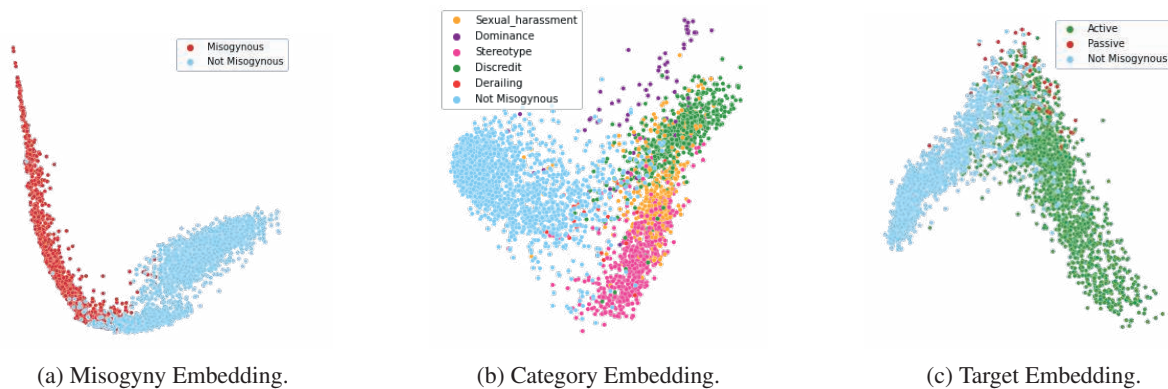 Misogynous
Not Misogynous
Sexual_harassment
Dominance
Stereotype
Discredit
Derailing
Not Misogynous
Active
Passive
Not Misogynous
(a) Misogyny Embedding.
(b) Category Embedding.
(c) Target Embedding.